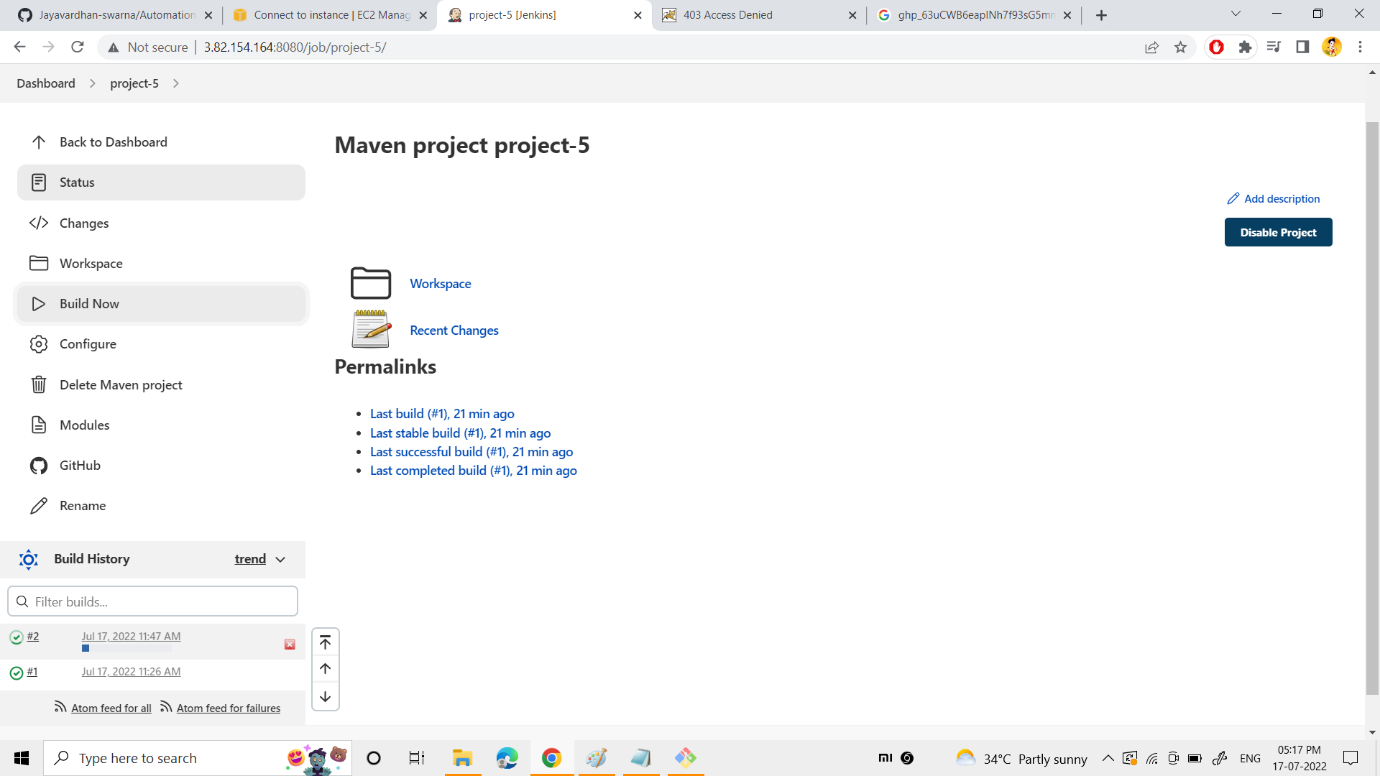 Jayavardhan-swarna/Automation
Connect to instance | EC2 Manag
project-5 [Jenkins]
403 Access Denied
Not secure
3.82.154.164:8080/job/project-5/
Dashboard
project-5
Back to Dashboard
Status
Changes
Workspace
Build Now
Configure
Delete Maven project
Modules
GitHub
Rename
Build History
trend
Filter builds...
#2
Jul 17, 2022 11:47 AM
#1
Jul 17, 2022 11:26 AM
Atom feed for all
Atom feed for failures
Maven project project-5
Add description
Disable Project
Workspace
Recent Changes
Permalinks
Last build (#1), 21 min ago
Last stable build (#1), 21 min ago
Last successful build (#1), 21 min ago
Last completed build (#1), 21 min ago
Type here to search
34°C Partly sunny
ENG
05:17 PM
17-07-2022